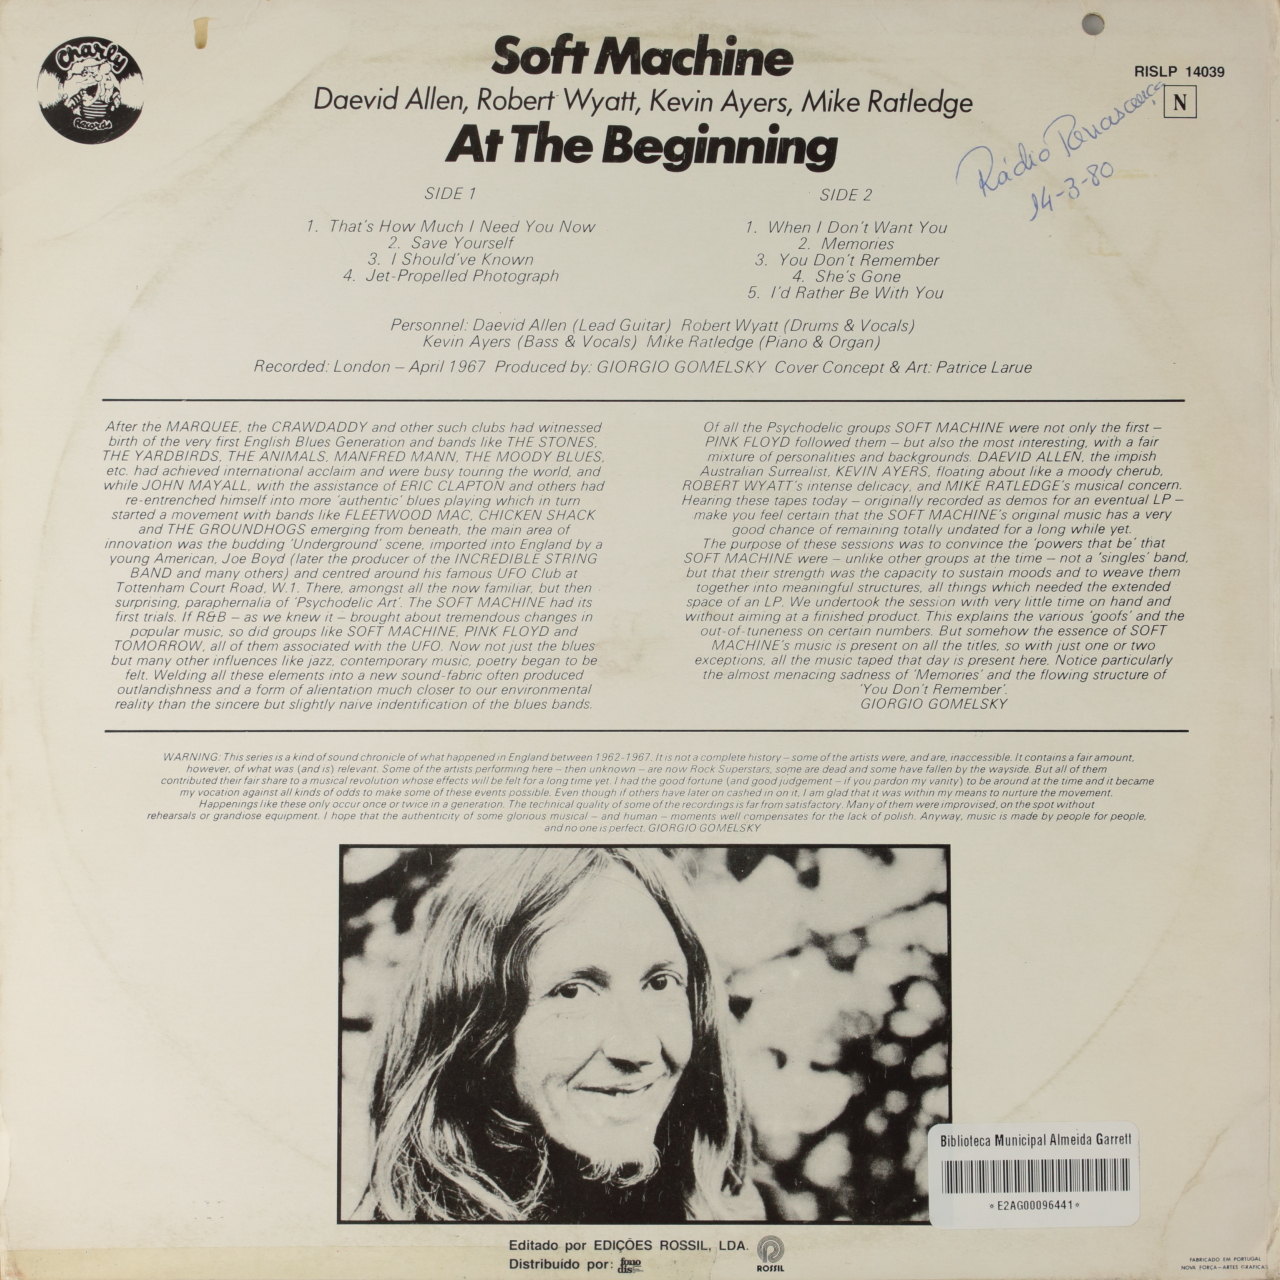 Charly
Records
Soft Machine
Daevid Allen, Robert Wyatt, Kevin Ayers, Mike Ratledge
At The Beginning
RISLP 14039
N
Rádio Renascença
14-3-80
SIDE 1
1. That's How Much I Need You Now
2. Save Yourself
3. I Should've Known
4. Jet-Propelled Photograph
SIDE 2
1. When I Don't Want You
2. Memories
3. You Don't Remember
4. She's Gone
5. I'd Rather Be With You
Personnel: Daevid Allen (Lead Guitar) Robert Wyatt (Drums & Vocals)
Kevin Ayers (Bass & Vocals) Mike Ratledge (Piano & Organ)
Recorded: London – April 1967 Produced by: GIORGIO GOMELSKY Cover Concept & Art: Patrice Larue
After the MARQUEE, the CRAWDADDY and other such clubs had witnessed
birth of the very first English Blues Generation and bands like THE STONES,
THE YARDBIRDS, THE ANIMALS, MANFRED MANN, THE MOODY BLUES,
etc. had achieved international acclaim and were busy touring the world, and
while JOHN MAYALL, with the assistance of ERIC CLAPTON and others had
re-entrenched himself into more 'authentic' blues playing which in turn
started a movement with bands like FLEETWOOD MAC, CHICKEN SHACK
and THE GROUNDHOGS emerging from beneath, the main area of
innovation was the budding 'Underground' scene, imported into England by a
young American, Joe Boyd (later the producer of the INCREDIBLE STRING
BAND and many others) and centred around his famous UFO Club at
Tottenham Court Road, W.1. There, amongst all the now familiar, but then
surprising, paraphernalia of 'Psychodelic Art'. The SOFT MACHINE had its
first trials. If R&B – as we knew it – brought about tremendous changes in
popular music, so did groups like SOFT MACHINE, PINK FLOYD and
TOMORROW, all of them associated with the UFO. Now not just the blues
but many other influences like jazz, contemporary music, poetry began to be
felt. Welding all these elements into a new sound-fabric often produced
outlandishness and a form of alientation much closer to our environmental
reality than the sincere but slightly naive indentification of the blues bands.
Of all the Psychodelic groups SOFT MACHINE were not only the first –
PINK FLOYD followed them – but also the most interesting, with a fair
mixture of personalities and backgrounds. DAEVID ALLEN, the impish
Australian Surrealist, KEVIN AYERS, floating about like a moody cherub,
ROBERT WYATT's intense delicacy, and MIKE RATLEDGE's musical concern.
Hearing these tapes today – originally recorded as demos for an eventual LP –
make you feel certain that the SOFT MACHINE's original music has a very
good chance of remaining totally undated for a long while yet.
The purpose of these sessions was to convince the 'powers that be' that
SOFT MACHINE were – unlike other groups at the time – not a 'singles' band,
but that their strength was the capacity to sustain moods and to weave them
together into meaningful structures, all things which needed the extended
space of an LP. We undertook the session with very little time on hand and
without aiming at a finished product. This explains the various 'goofs' and the
out-of-tuneness on certain numbers. But somehow the essence of SOFT
MACHINE's music is present on all the titles, so with just one or two
exceptions, all the music taped that day is present here. Notice particularly
the almost menacing sadness of 'Memories' and the flowing structure of
'You Don't Remember'.
GIORGIO GOMELSKY
WARNING: This series is a kind of sound chronicle of what happened in England between 1962-1967. It is not a complete history – some of the artists were, and are, inaccessible. It contains a fair amount,
however, of what was (and is) relevant. Some of the artists performing here – then unknown – are now Rock Superstars, some are dead and some have fallen by the wayside. But all of them
contributed their fair share to a musical revolution whose effects will be felt for a long time yet. I had the good fortune (and good judgement – if you pardon my vanity) to be around at the time and it became
my vocation against all kinds of odds to make some of these events possible. Even though if others have later on cashed in on it, I am glad that it was within my means to nurture the movement.
Happenings like these only occur once or twice in a generation. The technical quality of some of the recordings is far from satisfactory. Many of them were improvised, on the spot without
rehearsals or grandiose equipment. I hope that the authenticity of some glorious musical – and human – moments well compensates for the lack of polish. Anyway, music is made by people for people,
and no one is perfect. GIORGIO GOMELSKY
Biblioteca Municipal Almeida Garrett
*E2AG00096441*
Editado por EDIÇÕES ROSSIL, LDA.
ROSSIL
Distribuido por: fono dis
FABRICADO EM PORTUGAL
NOVA FORÇA–ARTES GRÁFICAS